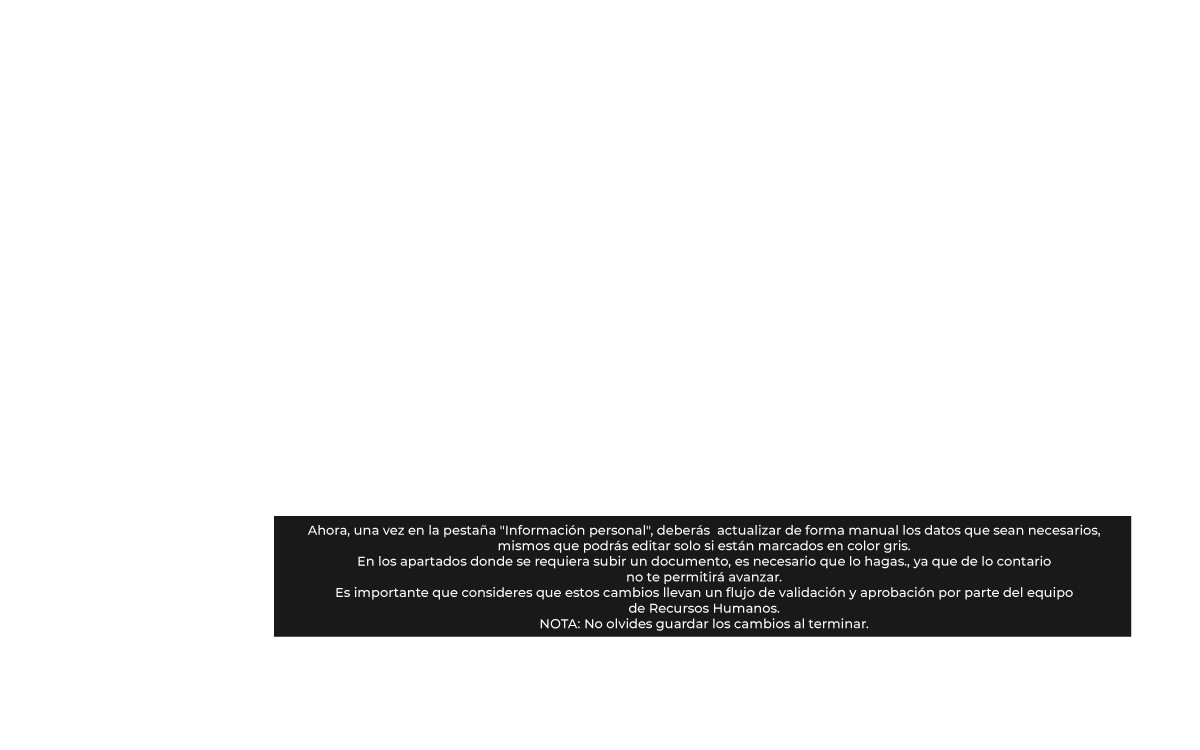 Ahora, una vez en la pestaña "Información personal", deberás  actualizar de forma manual los datos que sean necesarios,
mismos que podrás editar solo si están marcados en color gris.
En los apartados donde se requiera subir un documento, es necesario que lo hagas., ya que de lo contario
no te permitirá avanzar.
Es importante que consideres que estos cambios llevan un flujo de validación y aprobación por parte del equipo
de Recursos Humanos.
NOTA: No olvides guardar los cambios al terminar.